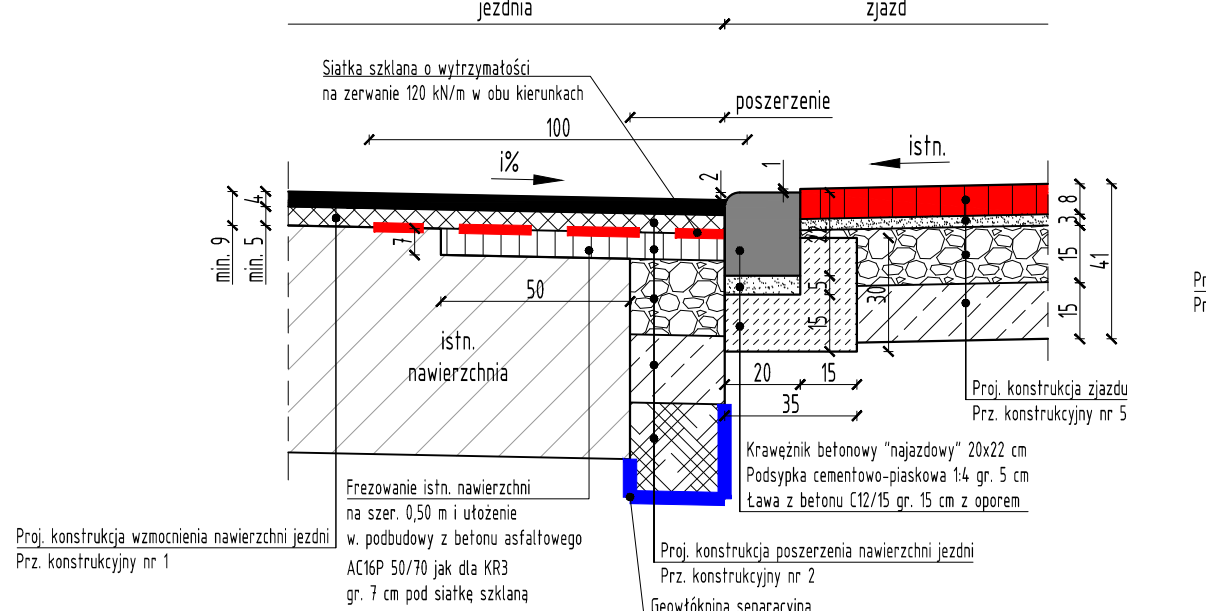 jezdnia
zjazd
Siatka szklana o wytrzymałości
na zerwanie 120 kN/m w obu kierunkach
poszerzenie
100
i%
2
1
istn.
4
min. 9
min. 5
7
50
istn.
nawierzchnia
22
5
15
30
8
3
15
15
41
20
15
35
Proj. konstrukcja zjazdu
Prz. konstrukcyjny nr 5
Krawężnik betonowy "najazdowy" 20x22 cm
Podsypka cementowo-piaskowa 1:4 gr. 5 cm
Ława z betonu C12/15 gr. 15 cm z oporem
Frezowanie istn. nawierzchni
na szer. 0,50 m i ułożenie
w. podbudowy z betonu asfaltowego
AC16P 50/70 jak dla KR3
gr. 7 cm pod siatkę szklaną
Proj. konstrukcja wzmocnienia nawierzchni jezdni
Prz. konstrukcyjny nr 1
Proj. konstrukcja poszerzenia nawierzchni jezdni
Prz. konstrukcyjny nr 2
Geowłóknina separacyjna